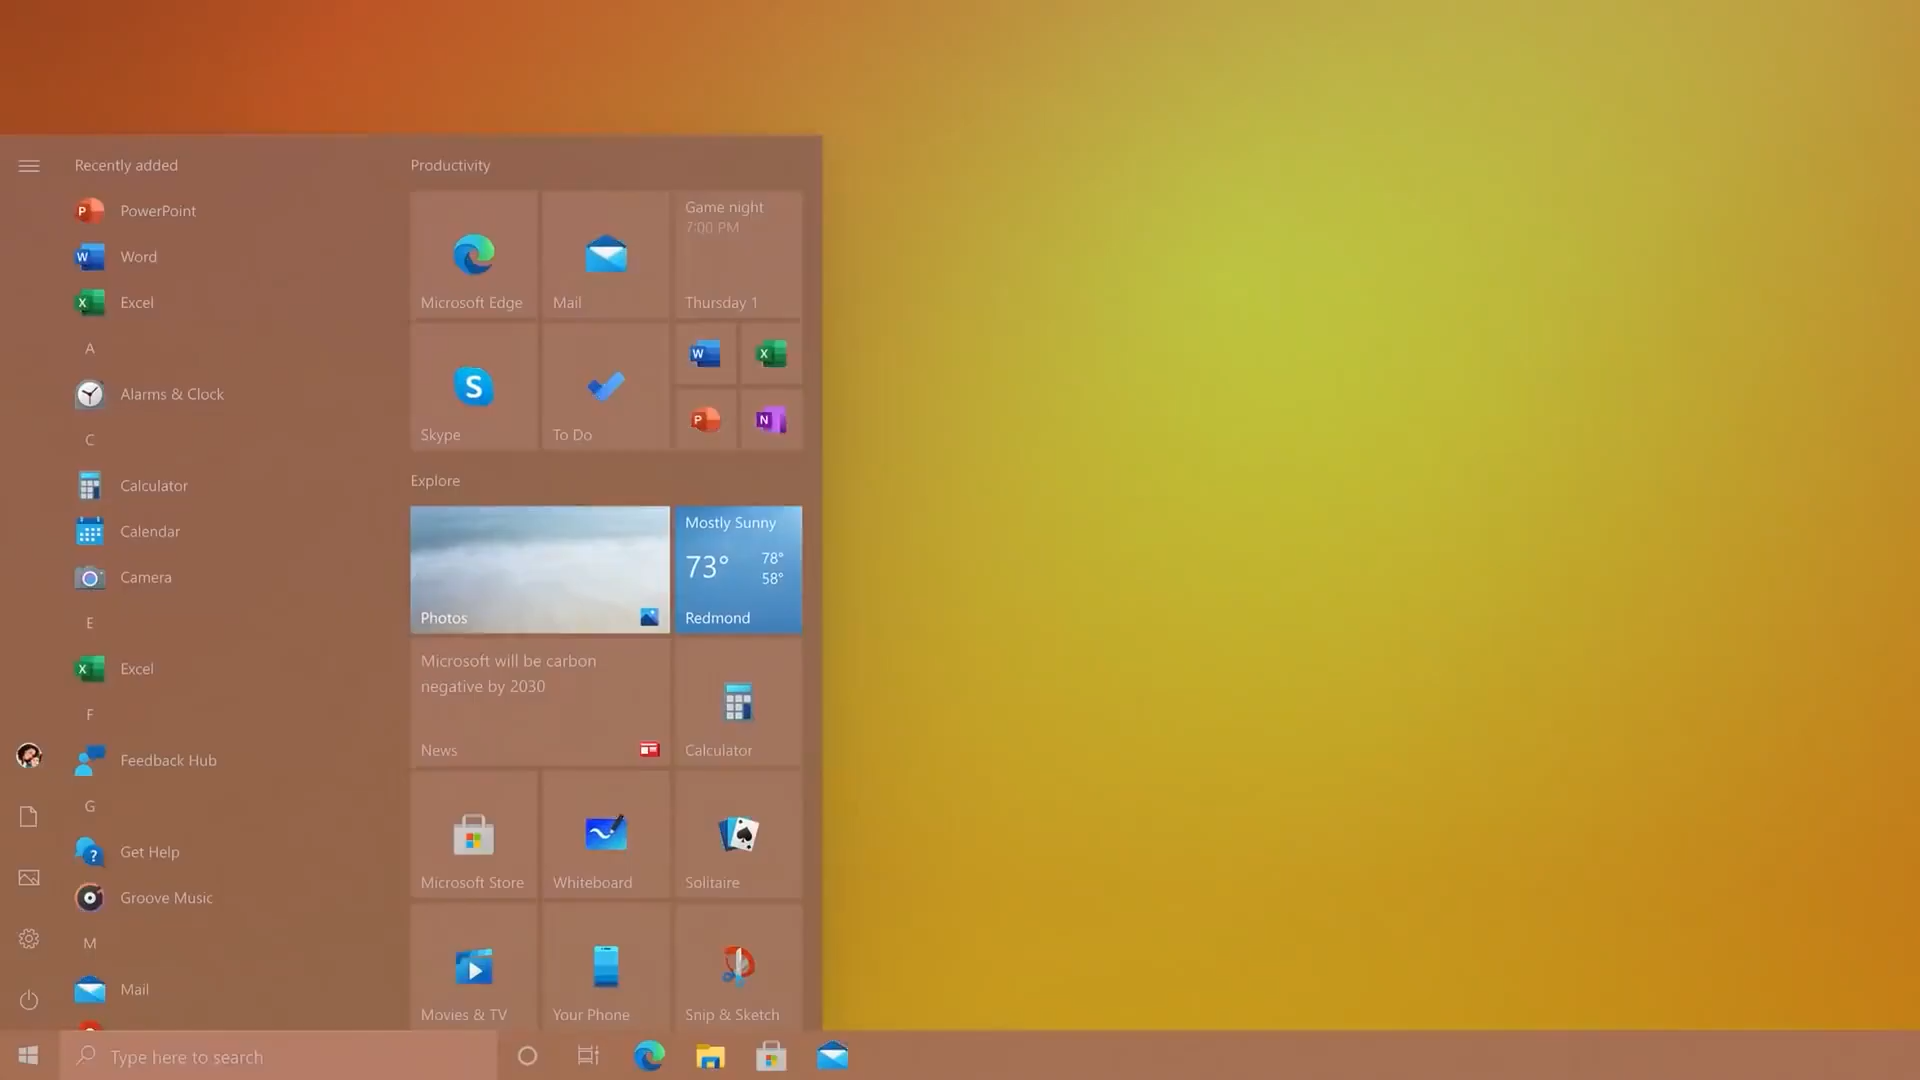 Recently added
PowerPoint
Word
Excel
A
Alarms & Clock
C
Calculator
Calendar
Camera
E
Excel
F
Feedback Hub
G
Get Help
Groove Music
M
Mail
Productivity
Microsoft Edge
Mail
Game night
7:00 PM
Thursday 1
Skype
To Do
Explore
Photos
Mostly Sunny
73°
78°
58°
Redmond
Microsoft will be carbon
negative by 2030
News
Calculator
Microsoft Store
Whiteboard
Solitaire
Movies & TV
Your Phone
Snip & Sketch
Type here to search